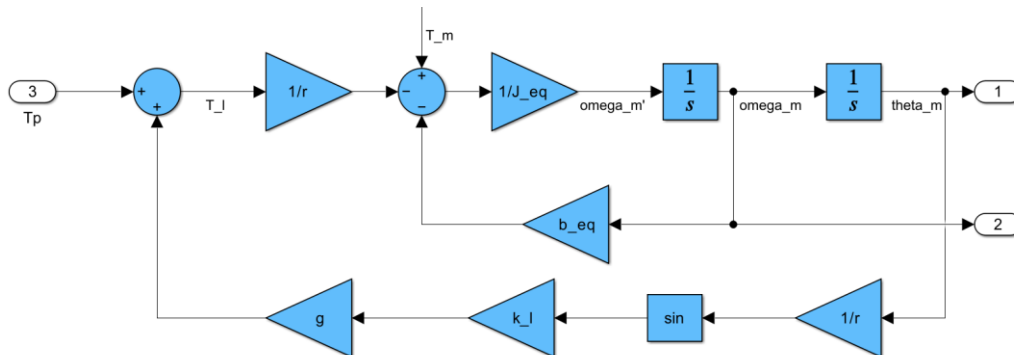 T_m
3
Tp
+
+
T_l
1/r
+
−
−
1/J_eq
omega_m'
1
s
omega_m
1
s
theta_m
1
b_eq
2
g
k_l
sin
1/r